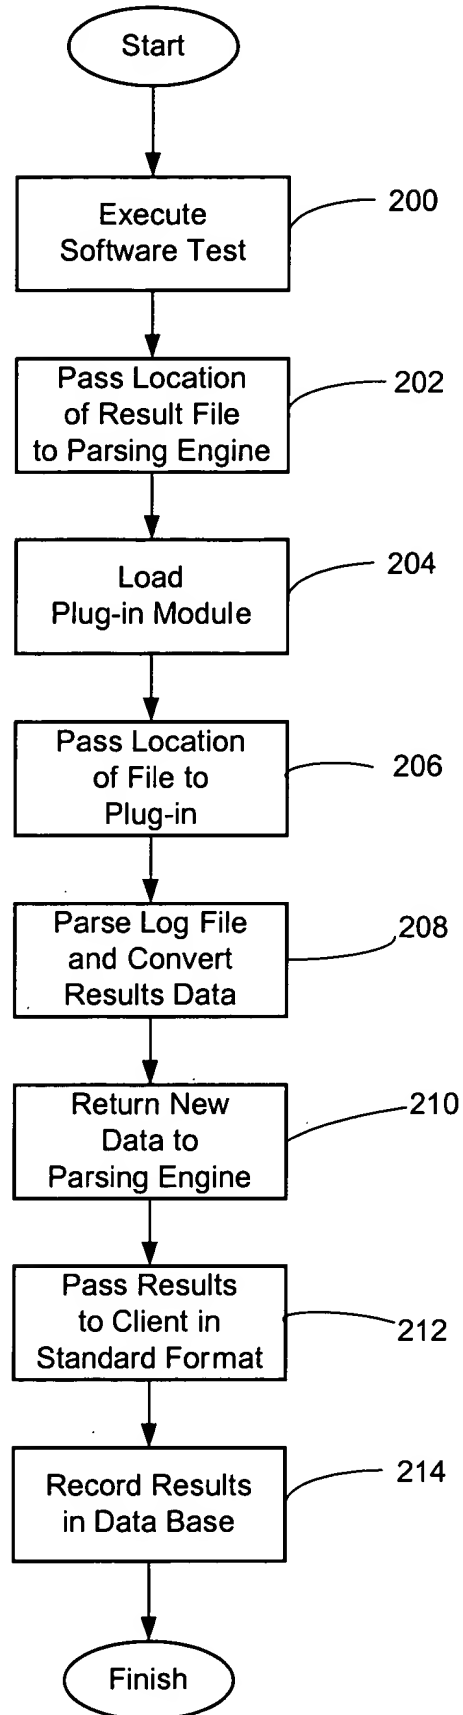 Start
Execute
Software Test
200
Pass Location
of Result File
to Parsing Engine
202
Load
Plug-in Module
204
Pass Location
of File to
Plug-in
206
Parse Log File
and Convert
Results Data
208
Return New
Data to
Parsing Engine
210
Pass Results
to Client in
Standard Format
212
Record Results
in Data Base
214
Finish